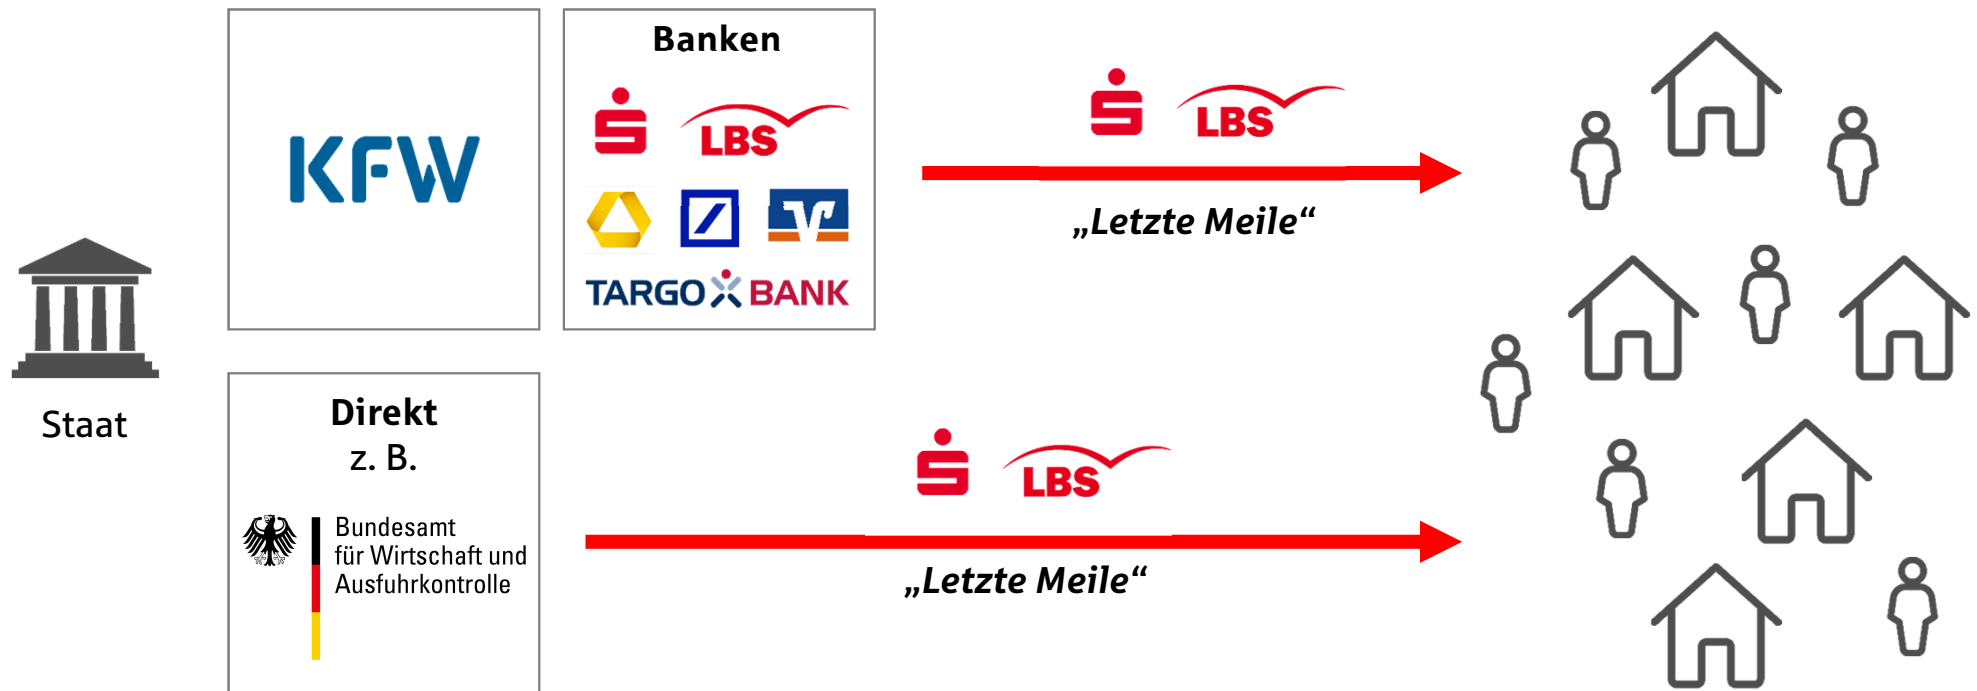 Banken
KFW
S LBS
TARGO BANK
S LBS
„Letzte Meile“
Staat
Direkt
z. B.
Bundesamt
für Wirtschaft und
Ausfuhrkontrolle
S LBS
„Letzte Meile“